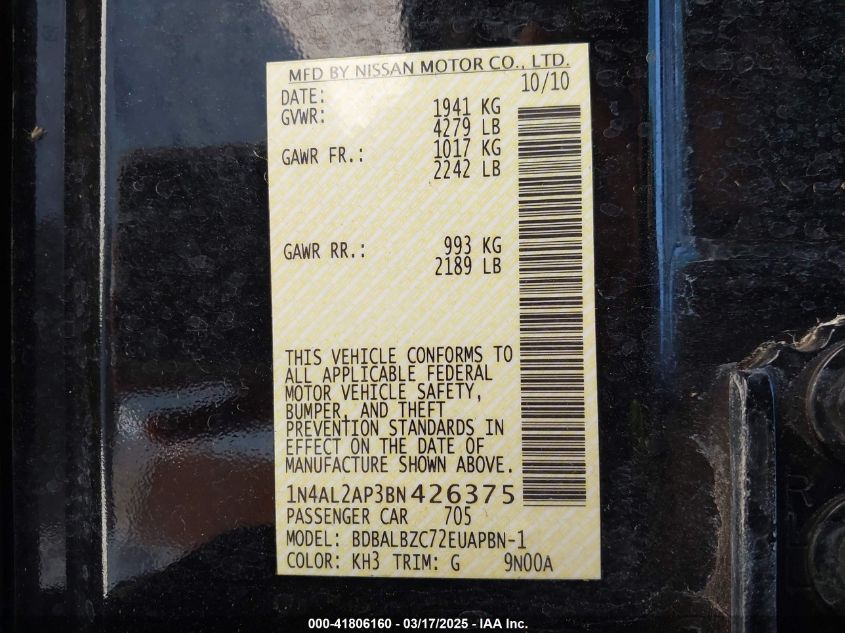 MFD BY NISSAN MOTOR CO., LTD.
DATE: 10/10
GVWR: 1941 KG
4279 LB
GAWR FR.: 1017 KG
2242 LB
GAWR RR.: 993 KG
2189 LB
THIS VEHICLE CONFORMS TO
ALL APPLICABLE FEDERAL
MOTOR VEHICLE SAFETY,
BUMPER, AND THEFT
PREVENTION STANDARDS IN
EFFECT ON THE DATE OF
MANUFACTURE SHOWN ABOVE.
1N4AL2AP3BN426375
PASSENGER CAR 705
MODEL: BDBALBZC72EUAPBN-1
COLOR: KH3 TRIM: G 9N00A
000-41806160 - 03/17/2025 - IAA Inc.